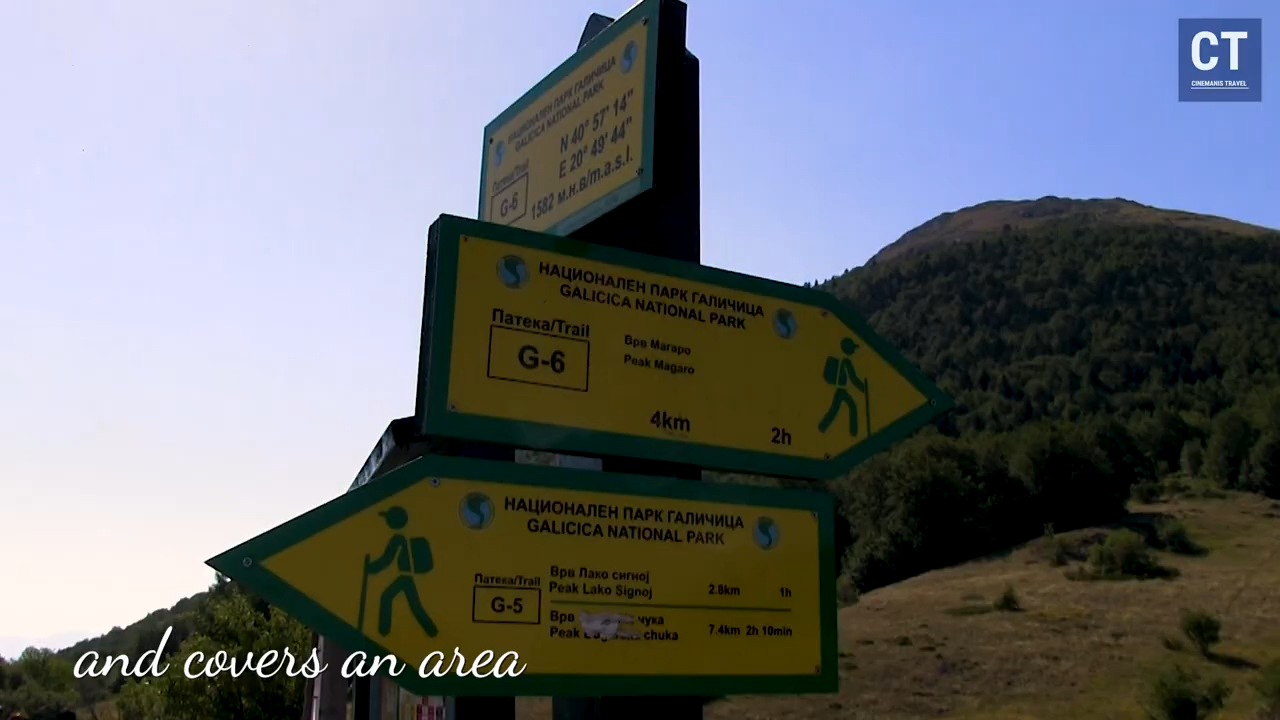 CT
CINEMANIS TRAVEL
НАЦИОНАЛЕН ПАРК ГАЛИЧИЦА
GALICICA NATIONAL PARK
N 40° 57' 14"
E 20° 49' 44"
Патека/Trail
G-6
1582 м.н.в/m.a.s.l.
НАЦИОНАЛЕН ПАРК ГАЛИЧИЦА
GALICICA NATIONAL PARK
Патека/Trail
G-6
Врв Магаро
Peak Magaro
4km 2h
НАЦИОНАЛЕН ПАРК ГАЛИЧИЦА
GALICICA NATIONAL PARK
Патека/Trail
G-5
Врв Лако сигној
Peak Lako Signoj
2.8km 1h
Врв чука
Peak chuka
7.4km 2h 10min
and covers an area